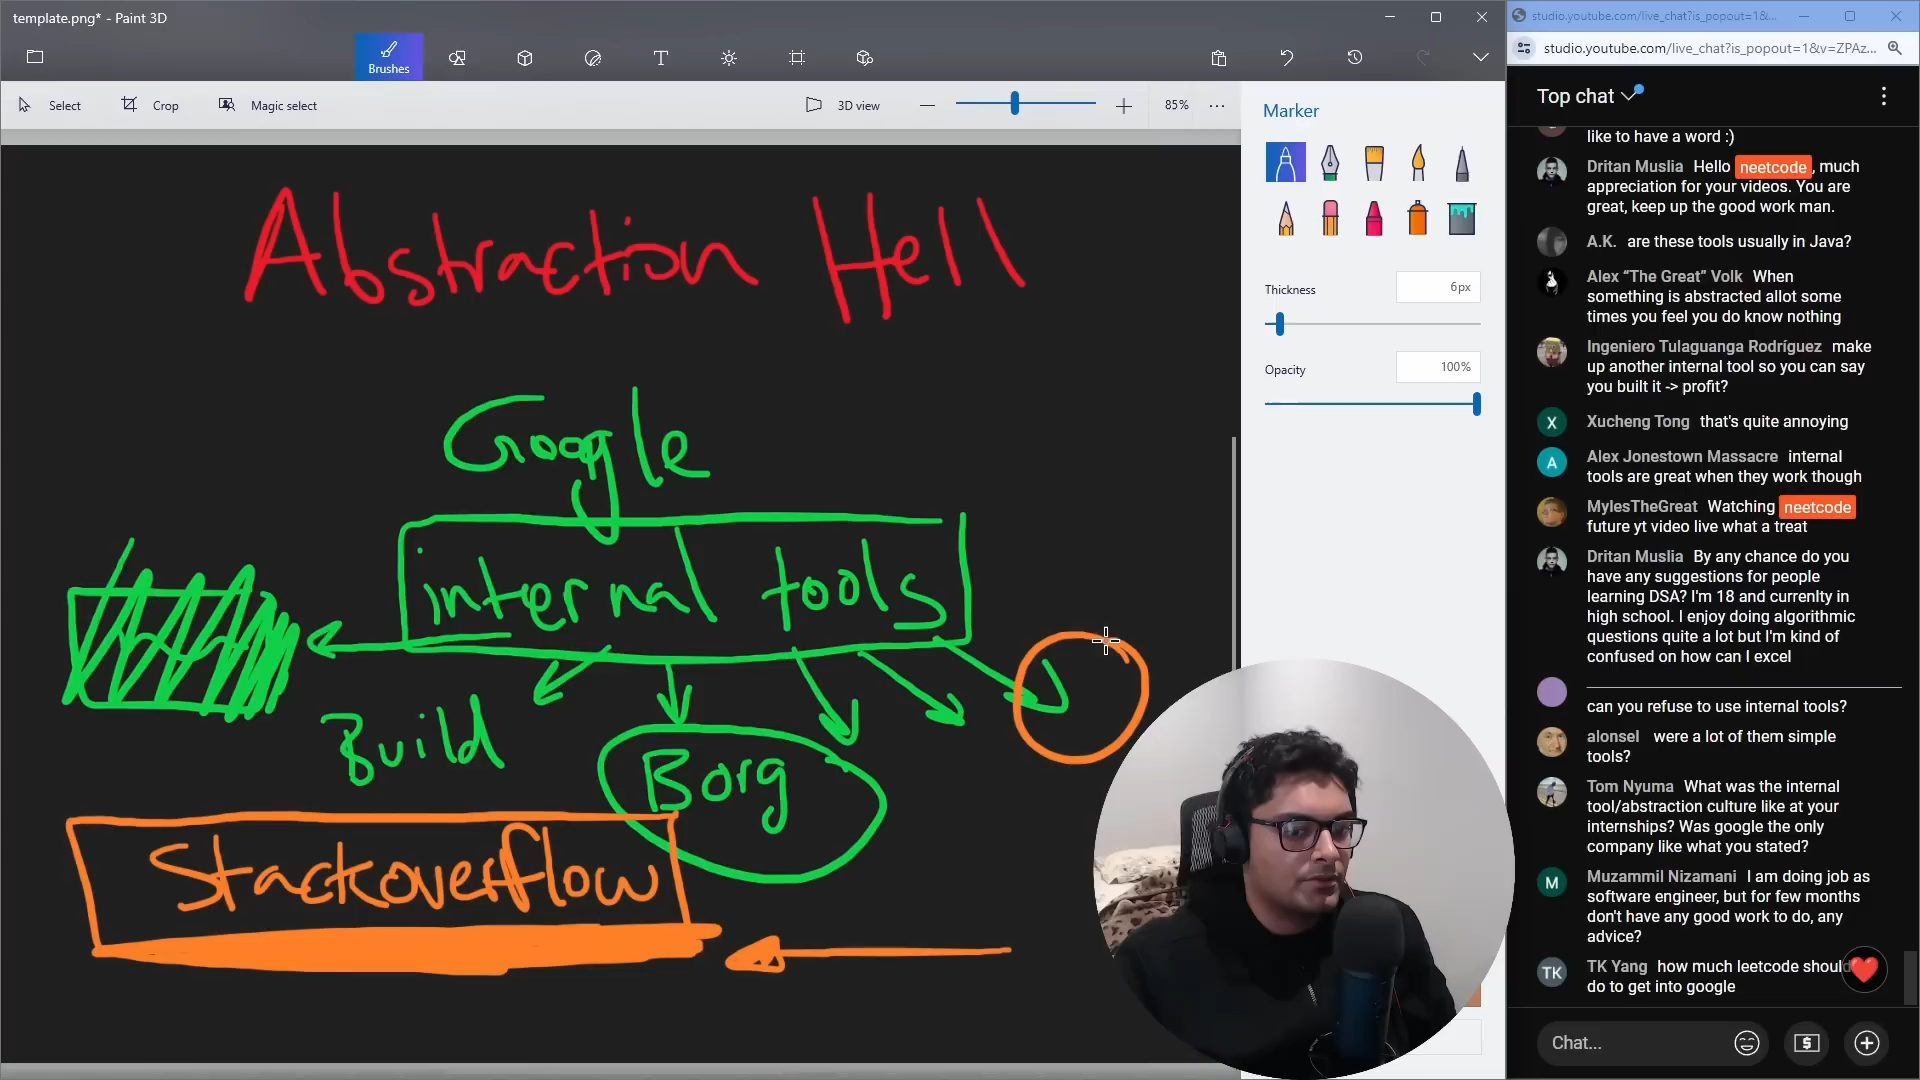 template.png* - Paint 3D
Brushes
Select
Crop
Magic select
3D view
85%
Marker
Thickness
6px
Opacity
100%
Abstraction Hell
Google
internal tools
Build
Borg
Stackoverflow
studio.youtube.com/live_chat?is_popout=1&...
studio.youtube.com/live_chat?is_popout=1&v=ZPAz...
Top chat
like to have a word :)
Dritan Muslia Hello neetcode, much
appreciation for your videos. You are
great, keep up the good work man.
A.K. are these tools usually in Java?
Alex “The Great” Volk When
something is abstracted allot some
times you feel you do know nothing
Ingeniero Tulaguanga Rodríguez make
up another internal tool so you can say
you built it -> profit?
X
Xucheng Tong that's quite annoying
A
Alex Jonestown Massacre internal
tools are great when they work though
MylesTheGreat Watching neetcode
future yt video live what a treat
Dritan Muslia By any chance do you
have any suggestions for people
learning DSA? I'm 18 and currenlty in
high school. I enjoy doing algorithmic
questions quite a lot but I'm kind of
confused on how can I excel
can you refuse to use internal tools?
alonsel were a lot of them simple
tools?
Tom Nyuma What was the internal
tool/abstraction culture like at your
internships? Was google the only
company like what you stated?
M
Muzammil Nizamani I am doing job as
software engineer, but for few months
don't have any good work to do, any
advice?
TK
TK Yang how much leetcode should
do to get into google
Chat...